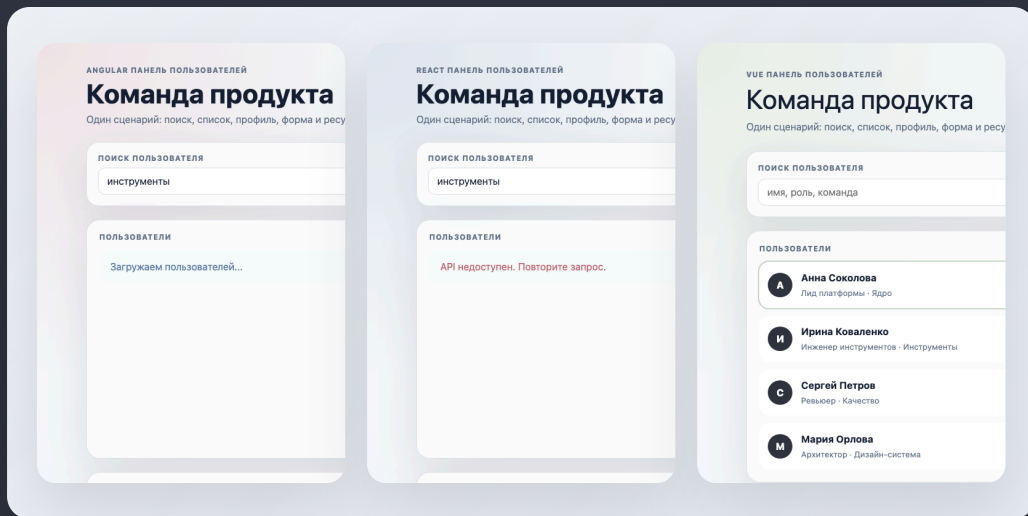 ANGULAR ПАНЕЛЬ ПОЛЬЗОВАТЕЛЕЙ
Команда продукта
Один сценарий: поиск, список, профиль, форма и ресу
ПОИСК ПОЛЬЗОВАТЕЛЯ
инструменты
ПОЛЬЗОВАТЕЛИ
Загружаем пользователей...
REACT ПАНЕЛЬ ПОЛЬЗОВАТЕЛЕЙ
Команда продукта
Один сценарий: поиск, список, профиль, форма и ресу
ПОИСК ПОЛЬЗОВАТЕЛЯ
инструменты
ПОЛЬЗОВАТЕЛИ
API недоступен. Повторите запрос.
VUE ПАНЕЛЬ ПОЛЬЗОВАТЕЛЕЙ
Команда продукта
Один сценарий: поиск, список, профиль, форма и ресу
ПОИСК ПОЛЬЗОВАТЕЛЯ
имя, роль, команда
ПОЛЬЗОВАТЕЛИ
А
Анна Соколова
Лид платформы · Ядро
И
Ирина Коваленко
Инженер инструментов · Инструменты
С
Сергей Петров
Ревьюер · Качество
М
Мария Орлова
Архитектор · Дизайн-система